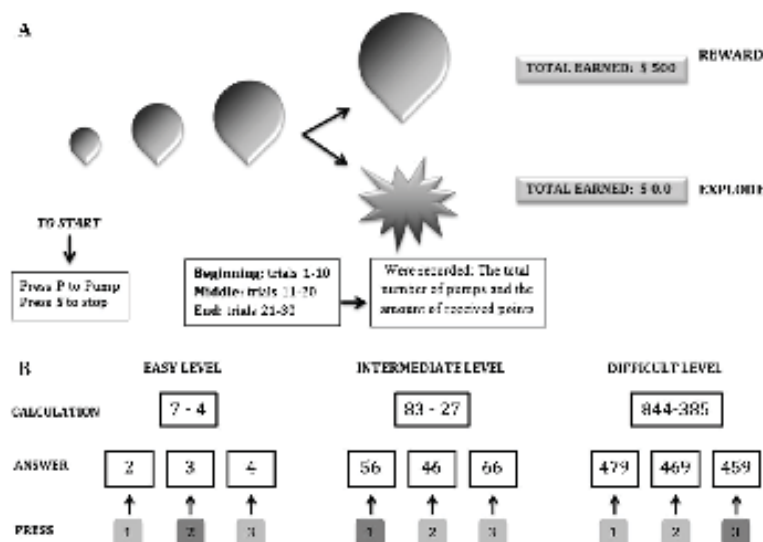 A
REWARD
TOTAL EARNED: $ 500
TOTAL EARNED: $ 0.0
EXPLODE
TO START
Press P to Pump
Press S to stop
Beginning: trials 1-10
Middle: trials 11-20
End: trials 21-30
Were recorded: The total
number of pumps and the
amount of received points
B
EASY LEVEL INTERMEDIATE LEVEL DIFFICULT LEVEL
CALCULATION 7 - 4 83 - 27 844-385
ANSWER 2 3 4 56 46 66 479 469 459
PRESS 1 2 3 1 2 3 1 2 3